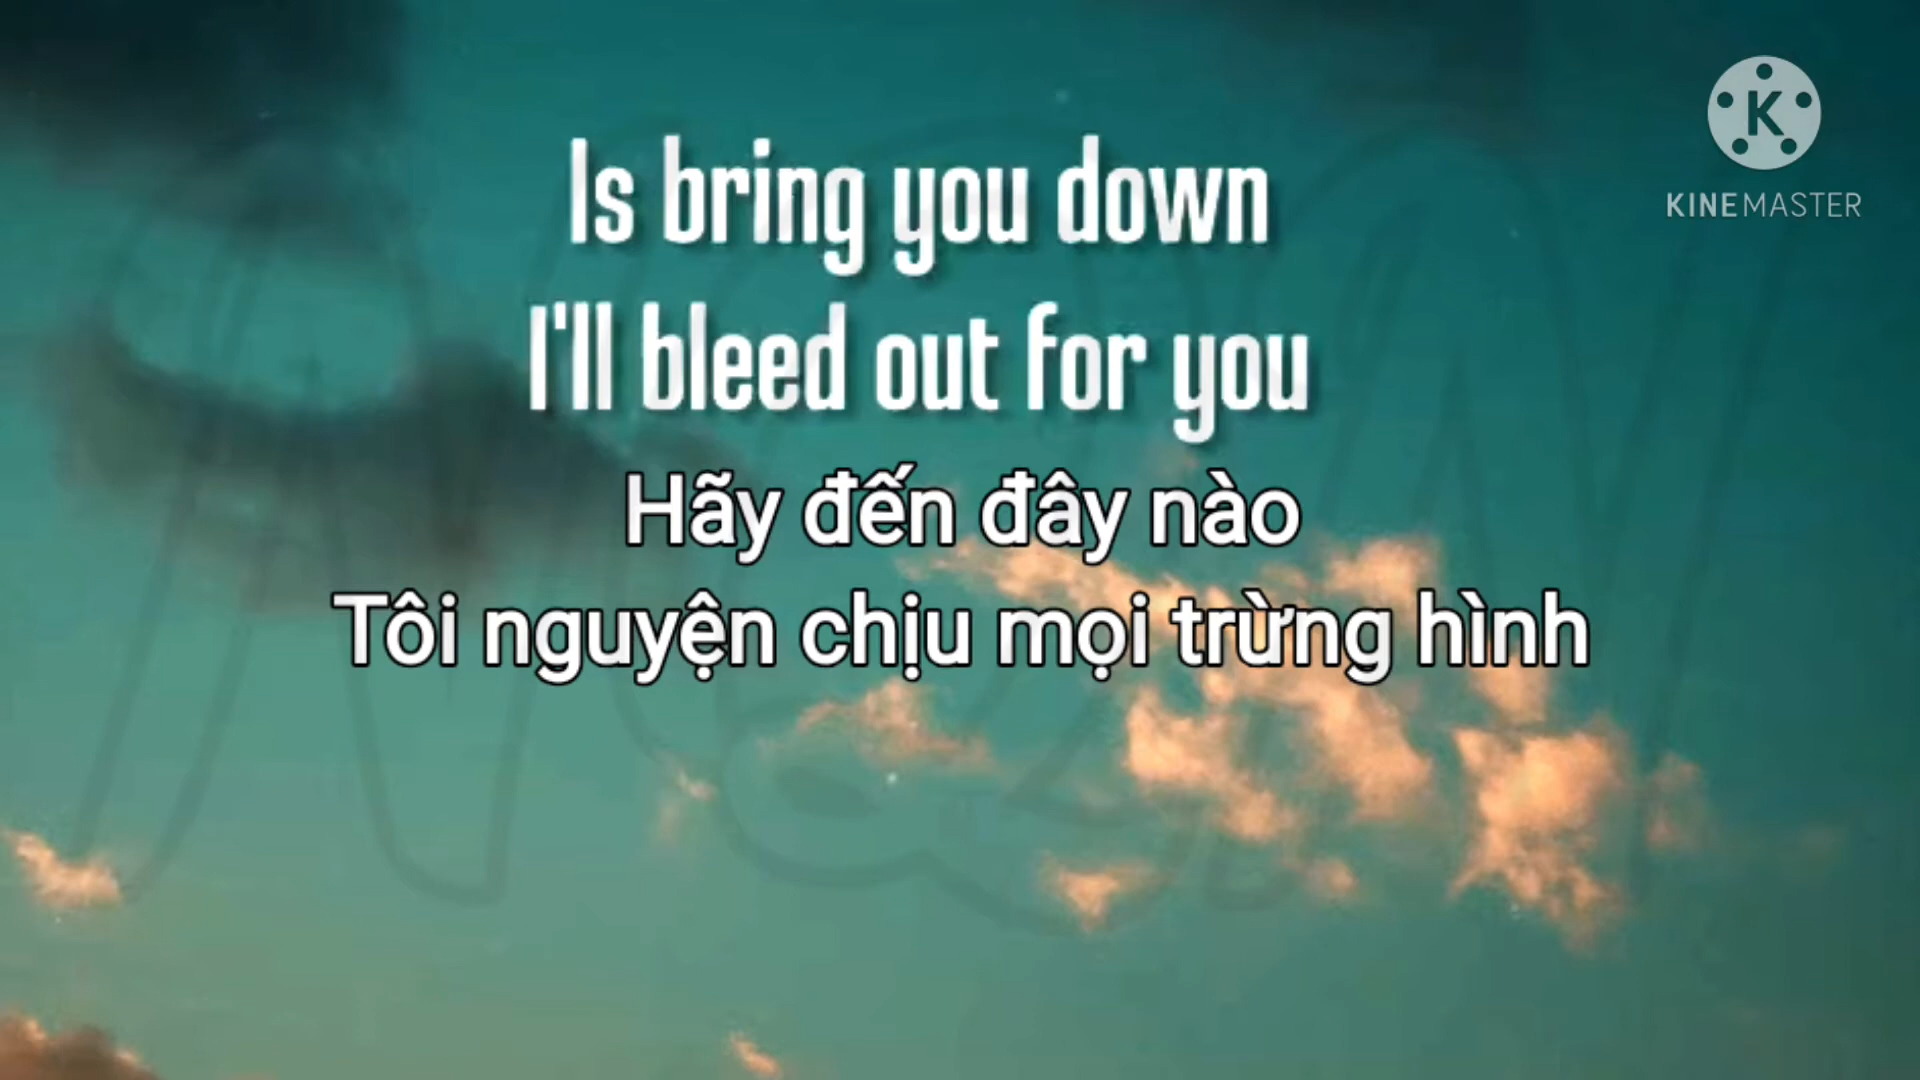 Is bring you down
I'll bleed out for you
Hãy đến đây nào
Tôi nguyện chịu mọi trừng hình
K
KINEMASTER